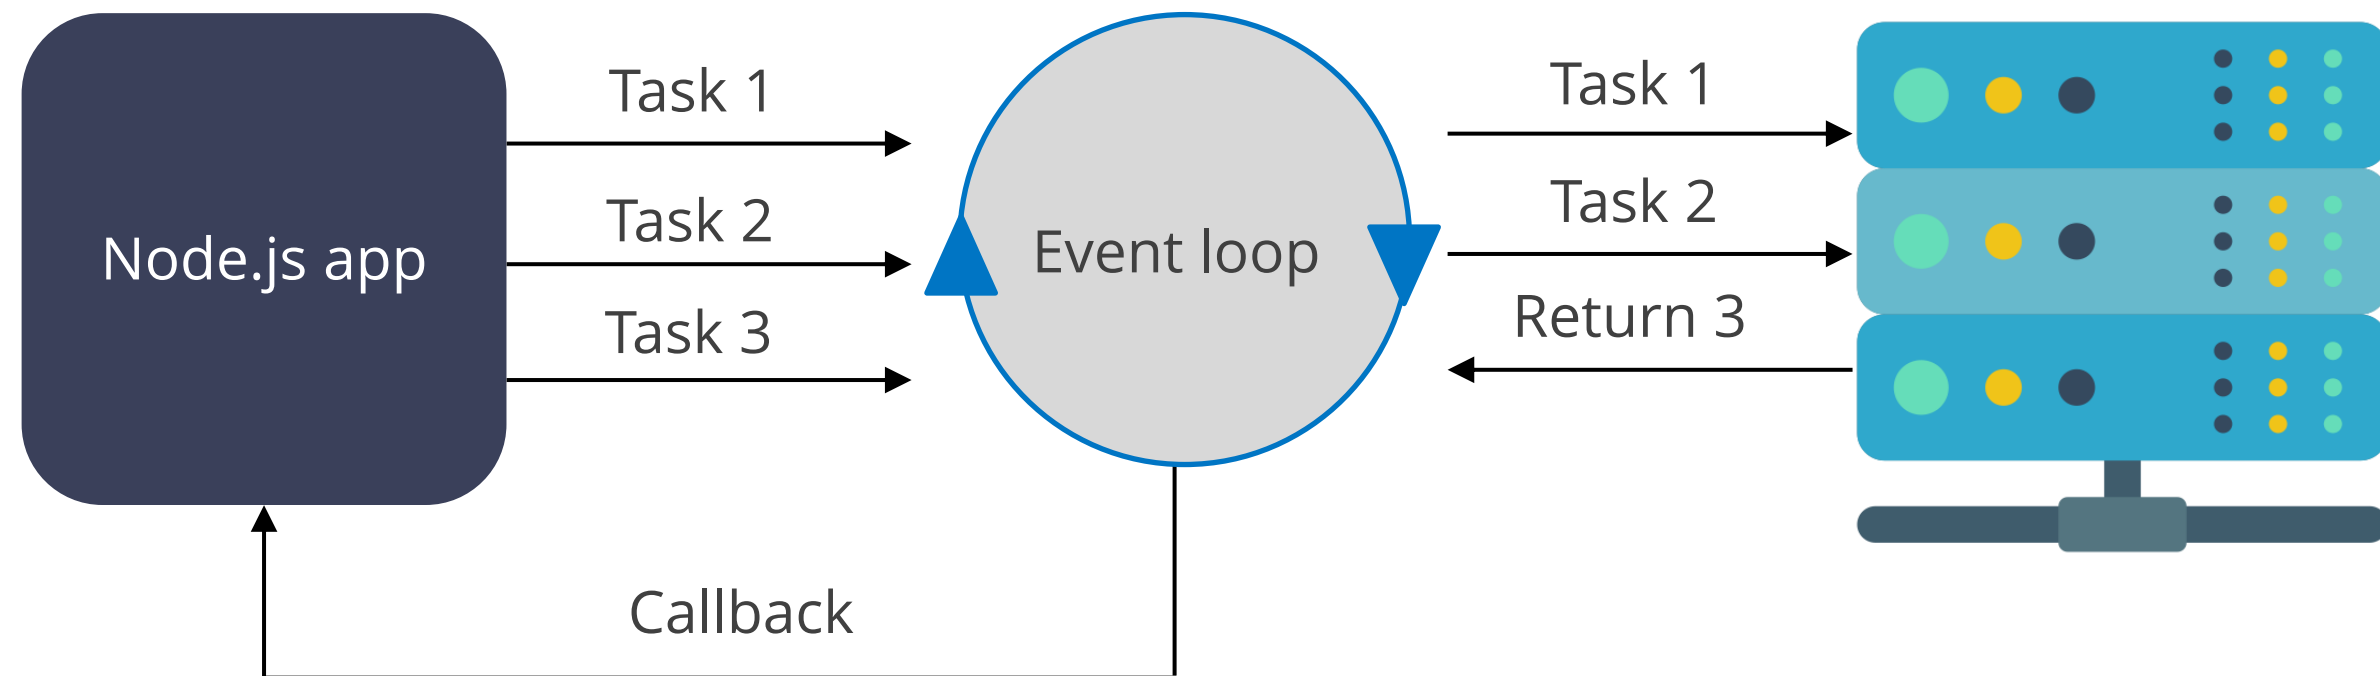 Node.js app
Task 1
Task 2
Task 3
Event loop
Task 1
Task 2
Return 3
Callback